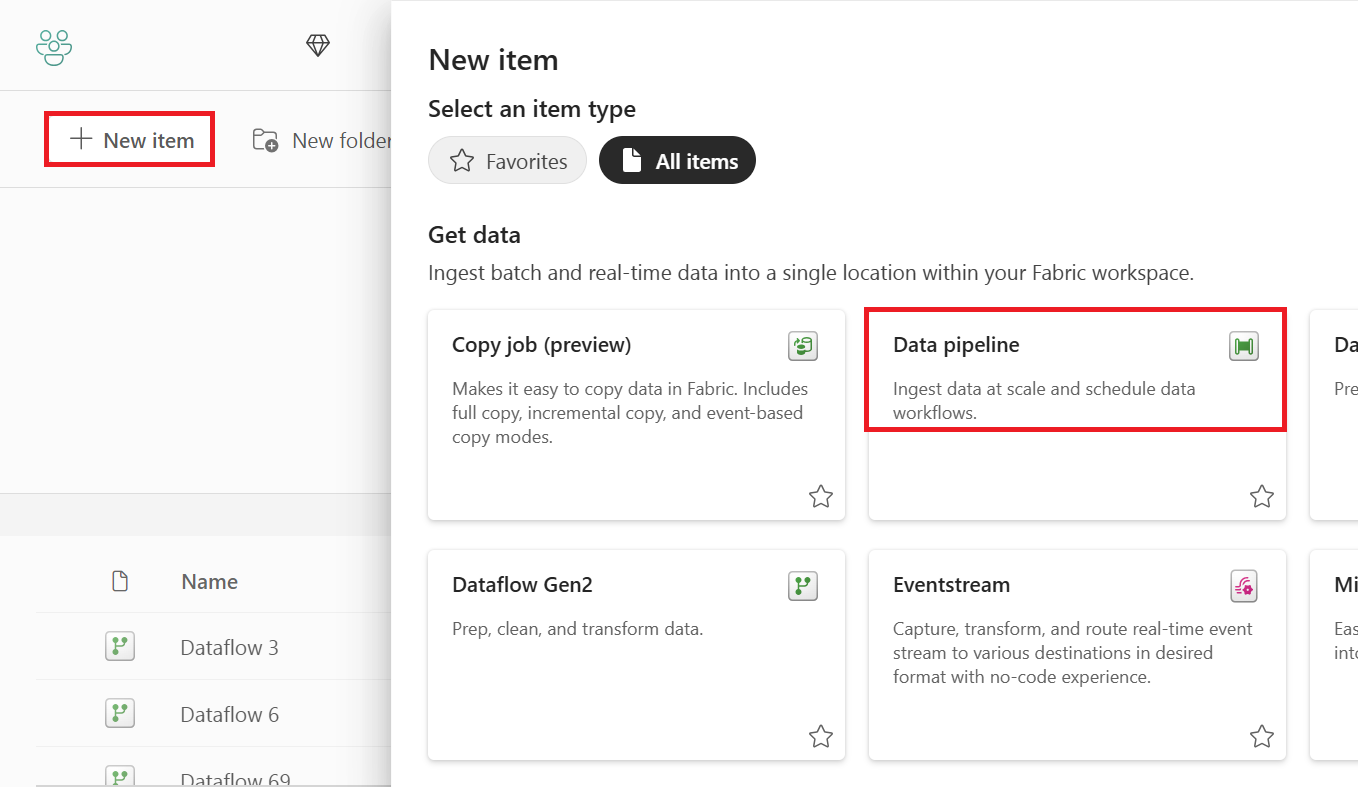 New item
New folder
Name
Dataflow 3
Dataflow 6
Dataflow 69
New item
Select an item type
Favorites
All items
Get data
Ingest batch and real-time data into a single location within your Fabric workspace.
Copy job (preview)
Makes it easy to copy data in Fabric. Includes
full copy, incremental copy, and event-based
copy modes.
Data pipeline
Ingest data at scale and schedule data
workflows.
Da
Pre
Dataflow Gen2
Prep, clean, and transform data.
Eventstream
Capture, transform, and route real-time event
stream to various destinations in desired
format with no-code experience.
Mi
Eas
into